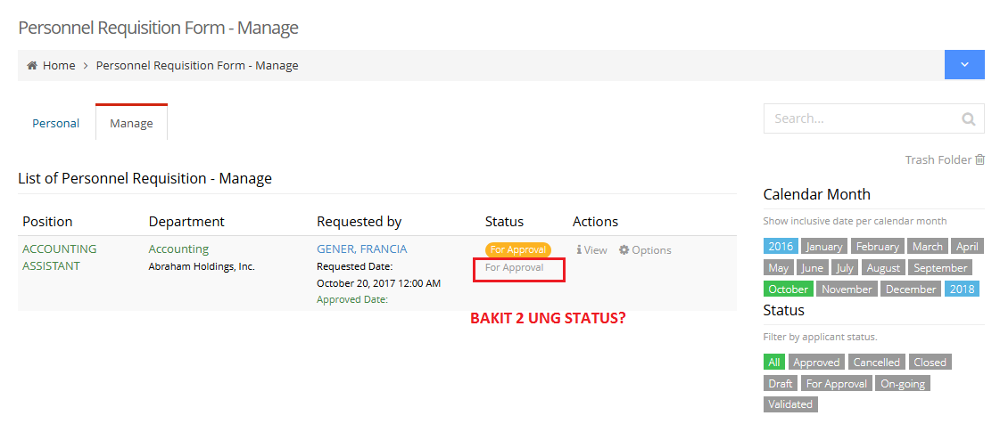 Personnel Requisition Form - Manage
Home > Personnel Requisition Form - Manage
Personal
Manage
Search...
Trash Folder
List of Personnel Requisition - Manage
Position Department Requested by Status Actions
ACCOUNTING ASSISTANT
Accounting
Abraham Holdings, Inc.
GENER, FRANCIA
Requested Date:
October 20, 2017 12:00 AM
Approved Date:
For Approval
For Approval
View Options
BAKIT 2 UNG STATUS?
Calendar Month
Show inclusive date per calendar month
2016 January February March April
May June July August September
October November December 2018
Status
Filter by applicant status.
All Approved Cancelled Closed
Draft For Approval On-going
Validated